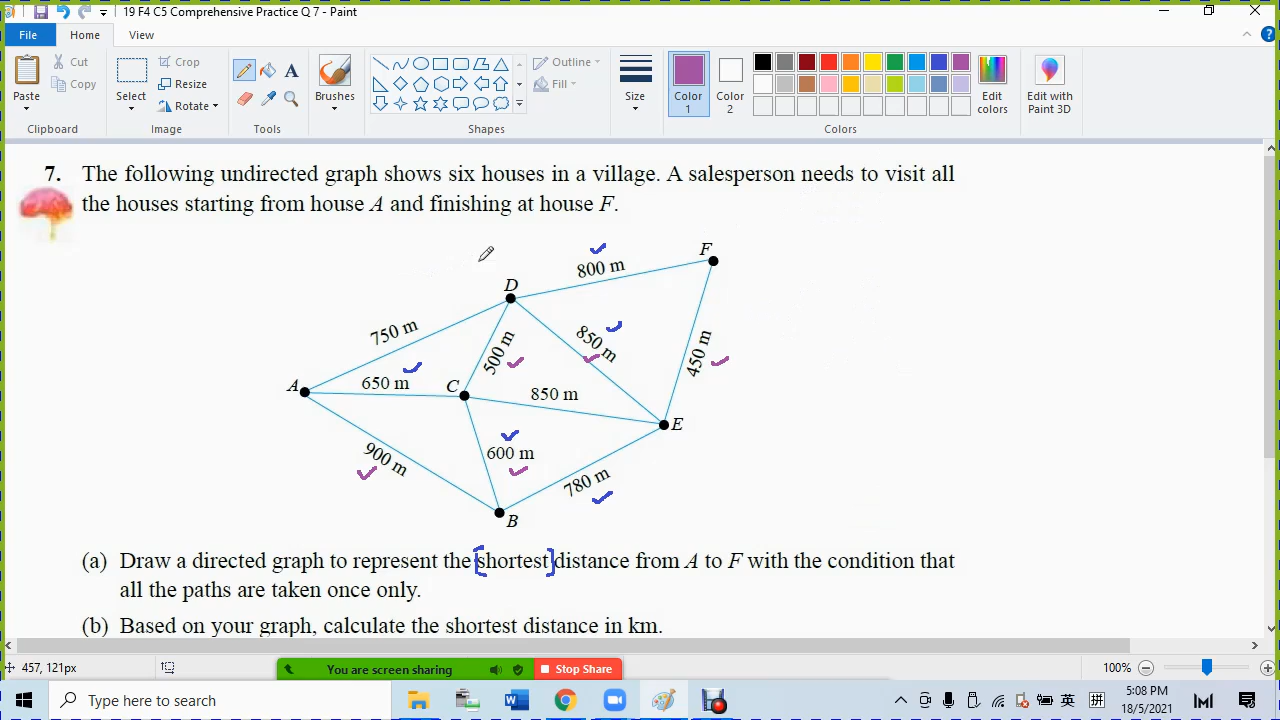 19 F4 C5 Comprehensive Practice Q 7 - Paint
File Home View
Paste Cut Copy Clipboard
Select Crop Resize Rotate Image
A Tools
Brushes
Outline Fill Shapes
Size
Color 1 Color 2 Edit colors Colors
Edit with Paint 3D
7. The following undirected graph shows six houses in a village. A salesperson needs to visit all
the houses starting from house A and finishing at house F.
F
800 m
D
750 m
500 m
850 m
450 m
A
650 m
C
850 m
E
900 m
600 m
780 m
B
(a) Draw a directed graph to represent the [shortest] distance from A to F with the condition that
all the paths are taken once only.
(b) Based on your graph, calculate the shortest distance in km.
457, 121px
You are screen sharing Stop Share
100%
Type here to search
英 拼
5:08 PM
18/5/2021